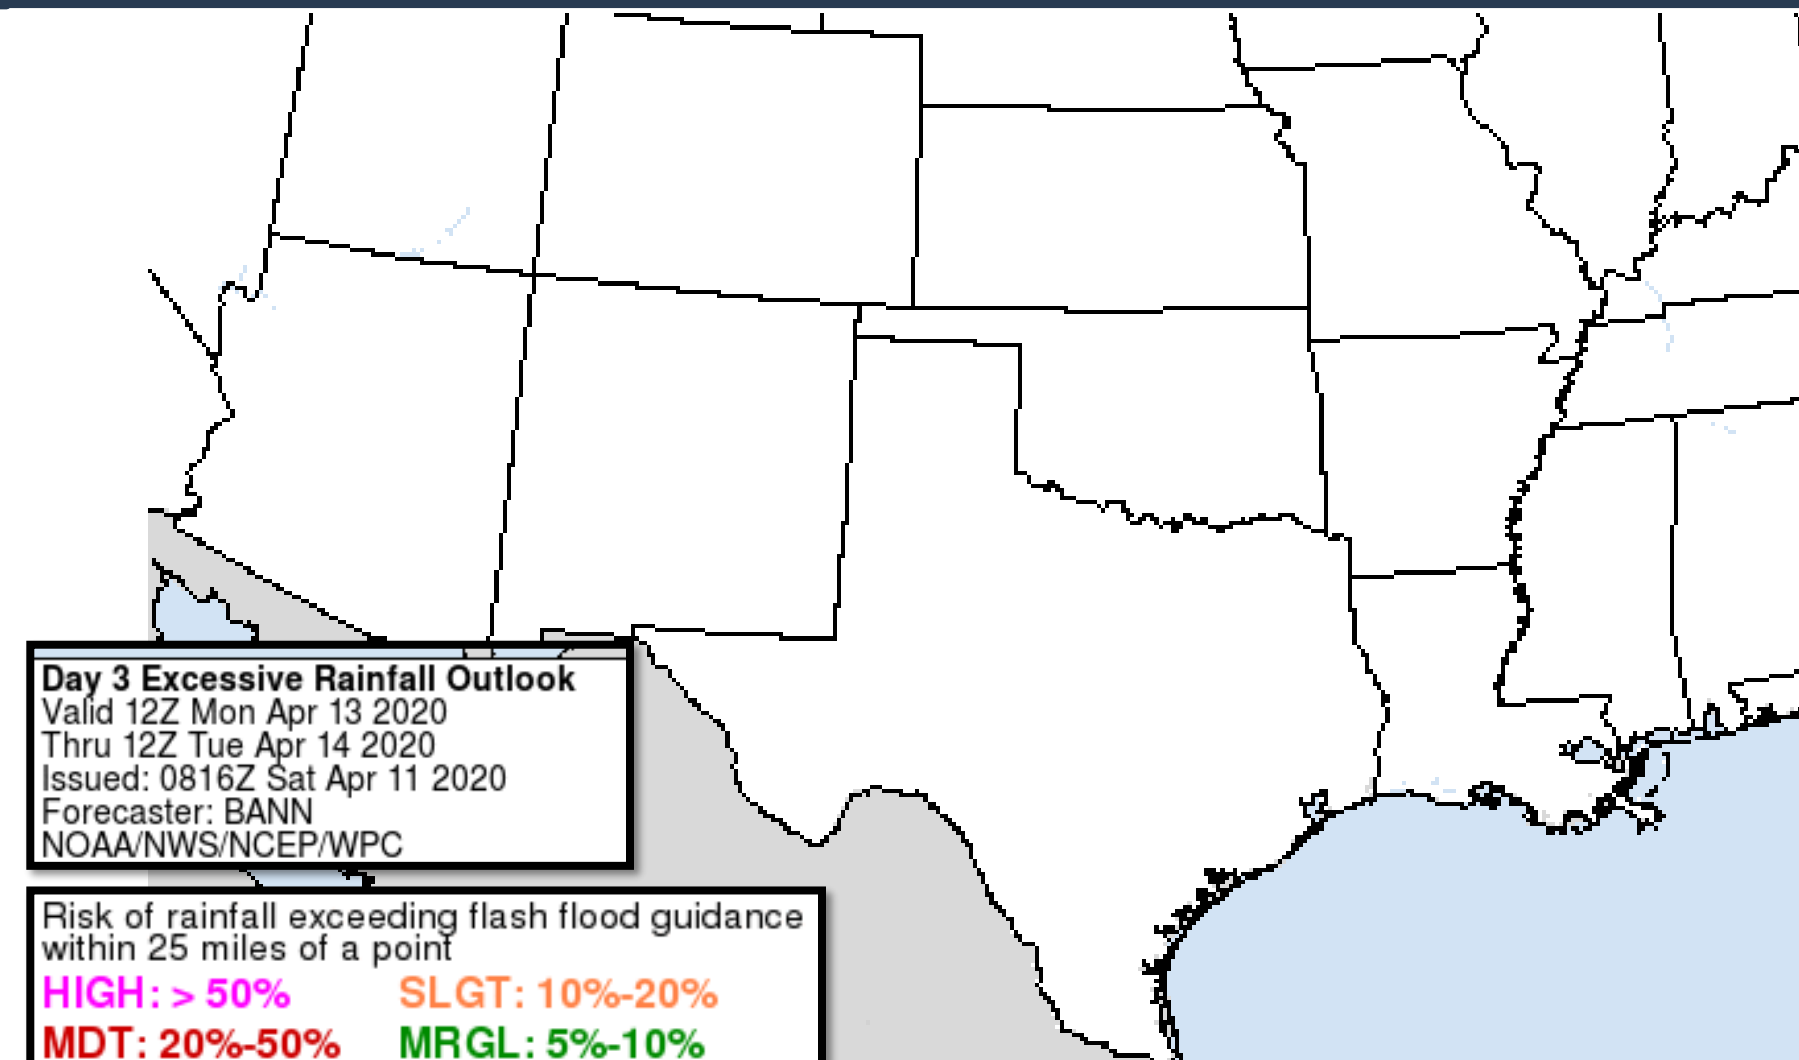 Day 3 Excessive Rainfall Outlook
Valid 12Z Mon Apr 13 2020
Thru 12Z Tue Apr 14 2020
Issued: 0816Z Sat Apr 11 2020
Forecaster: BANN
NOAA/NWS/NCEP/WPC
Risk of rainfall exceeding flash flood guidance
within 25 miles of a point
HIGH: > 50% SLGT: 10%-20%
MDT: 20%-50% MRGL: 5%-10%